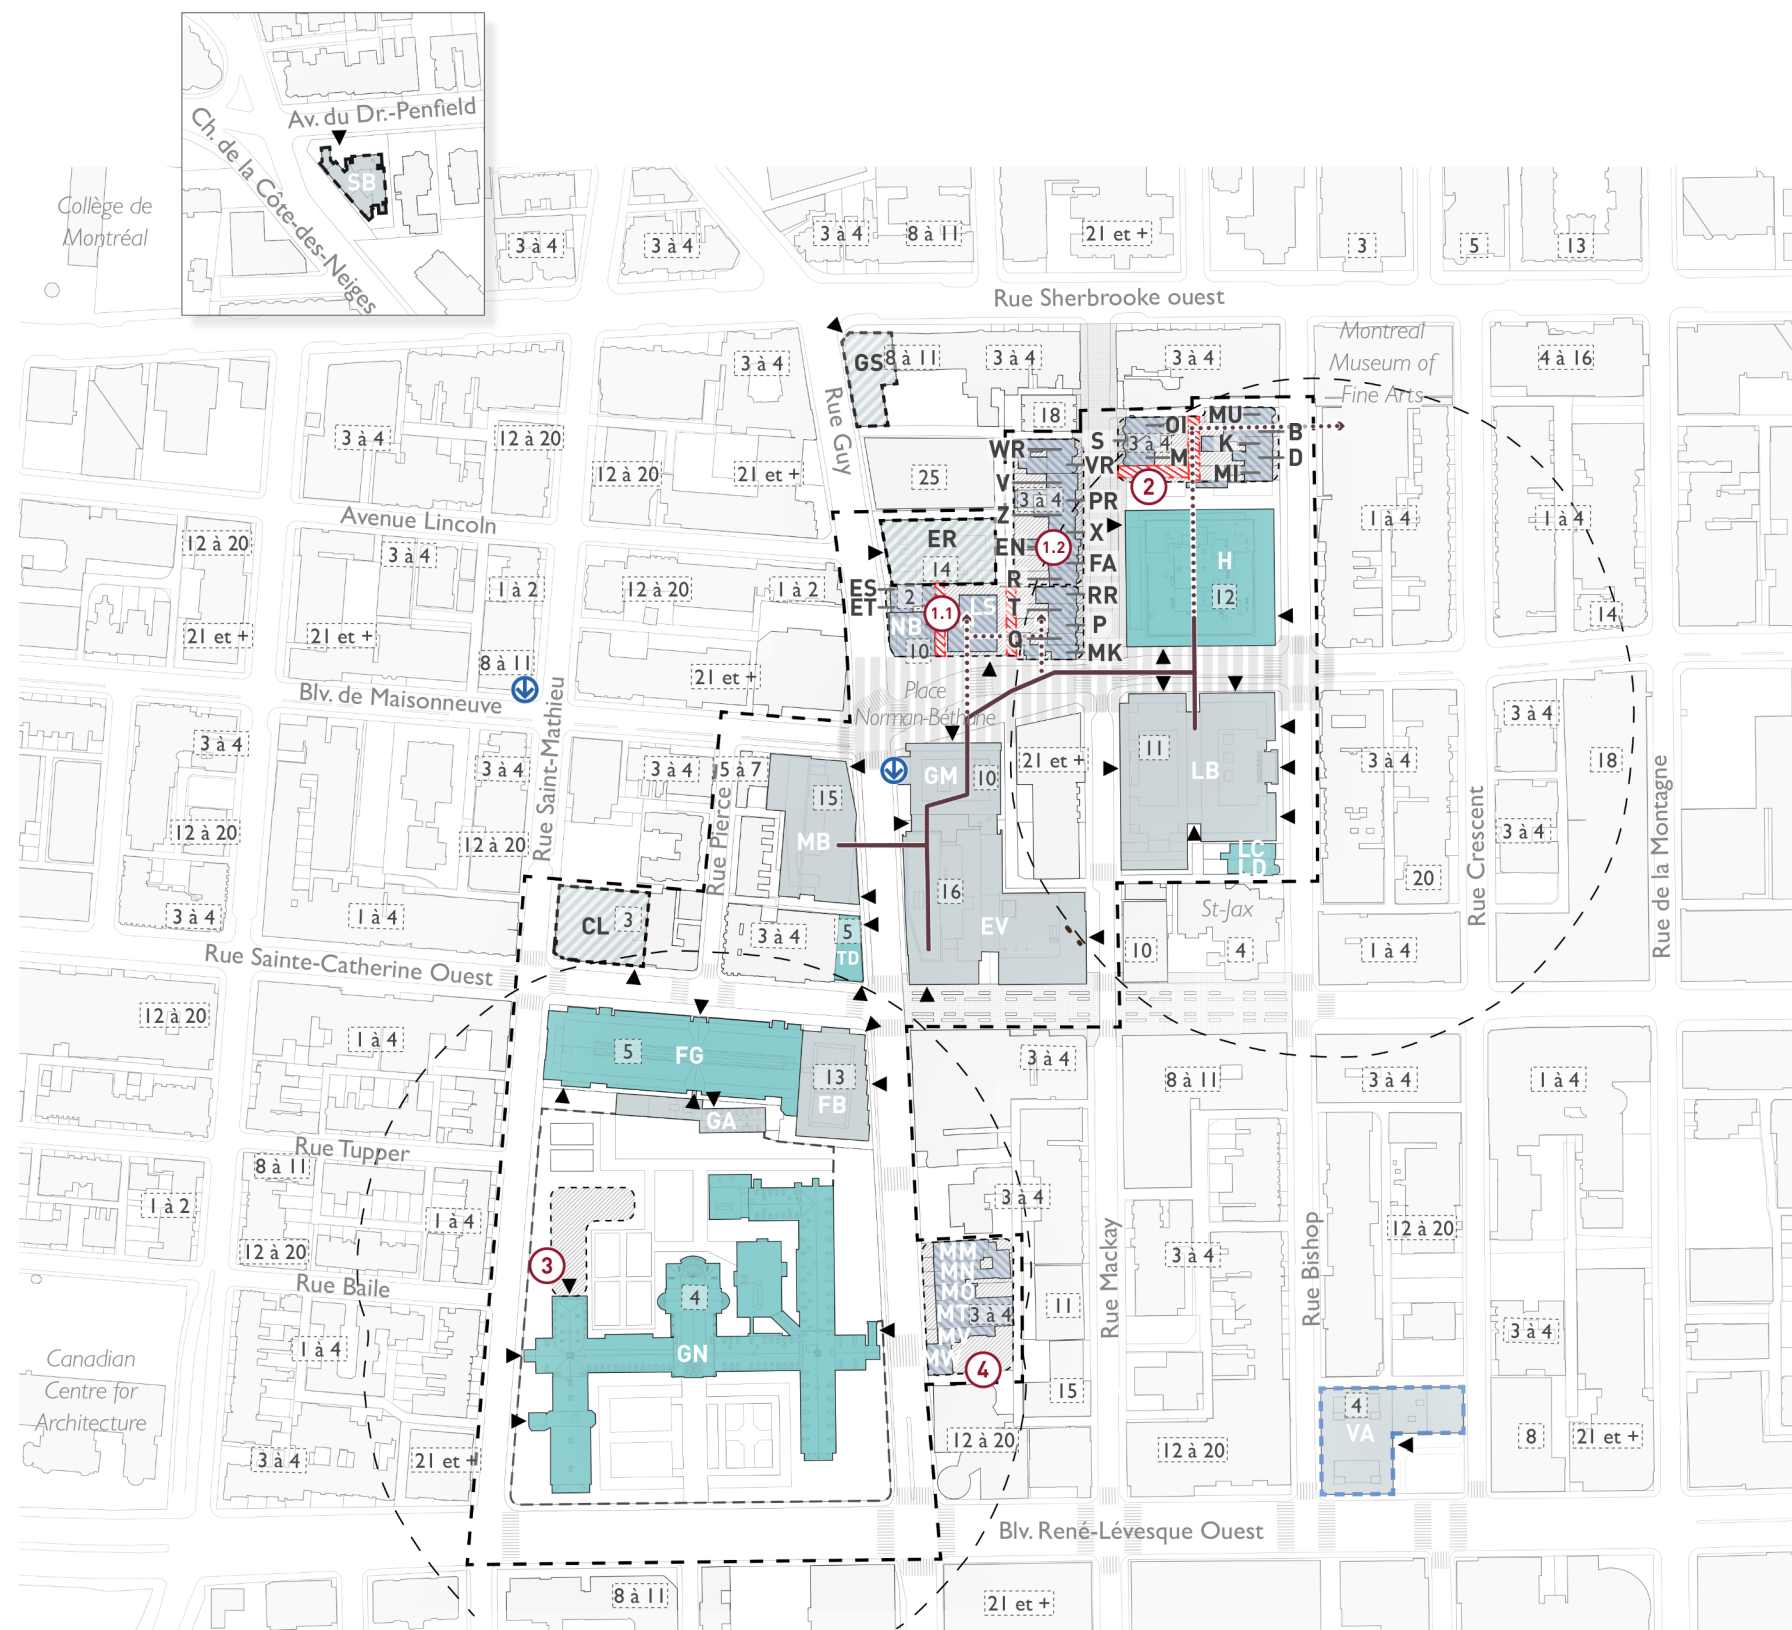 Av. du Dr.-Penfield
Ch. de la Côte-des-Neiges
SB
Collège de
Montréal
3 à 4
3 à 4
3 à 4
8 à 11
21 et +
3
5
13
Rue Sherbrooke ouest
Montreal
Museum of
Fine Arts
GS
8 à 11
3 à 4
3 à 4
3 à 4
4 à 16
Rue Guy
18
OI
MU
B
3 à 4
12 à 20
12 à 20
21 et +
25
WR
S
3 à 4
K
VR
M
D
MI
V
2
3 à 4
PR
Z
X
Avenue Lincoln
1 à 4
1 à 4
12 à 20
3 à 4
ER
14
EN
1.2
FA
H
12
1 à 2
12 à 20
1 à 2
ES
ET
2
1.1
LS
R
T
RR
14
NB
10
Q
P
MK
21 et +
21 et +
8 à 11
21 et +
Place
Norman-Béthune
Blv. de Maisonneuve
Rue Saint-Mathieu
3 à 4
3 à 4
3 à 4
5 à 7
15
MB
GM
10
21 et +
11
LB
3 à 4
3 à 4
18
Rue Pierce
12 à 20
12 à 20
3 à 4
LC
LD
Rue Crescent
Rue de la Montagne
20
3 à 4
1 à 4
CL
3
3 à 4
5
TD
16
EV
10
St-Jax
4
1 à 4
Rue Sainte-Catherine Ouest
12 à 20
1 à 4
5
FG
13
FB
GA
3 à 4
8 à 11
3 à 4
1 à 4
Rue Tupper
8 à 11
1 à 2
1 à 4
12 à 20
3 à 4
12 à 20
Rue Baile
3
4
GN
MM
MN
MO
MT
3 à 4
MV
MW
4
11
3 à 4
Rue Mackay
Rue Bishop
3 à 4
1 à 4
Canadian
Centre for
Architecture
3 à 4
21 et +
15
12 à 20
12 à 20
4
VA
8
21 et +
Blv. René-Lévesque Ouest
8 à 11
21 et +